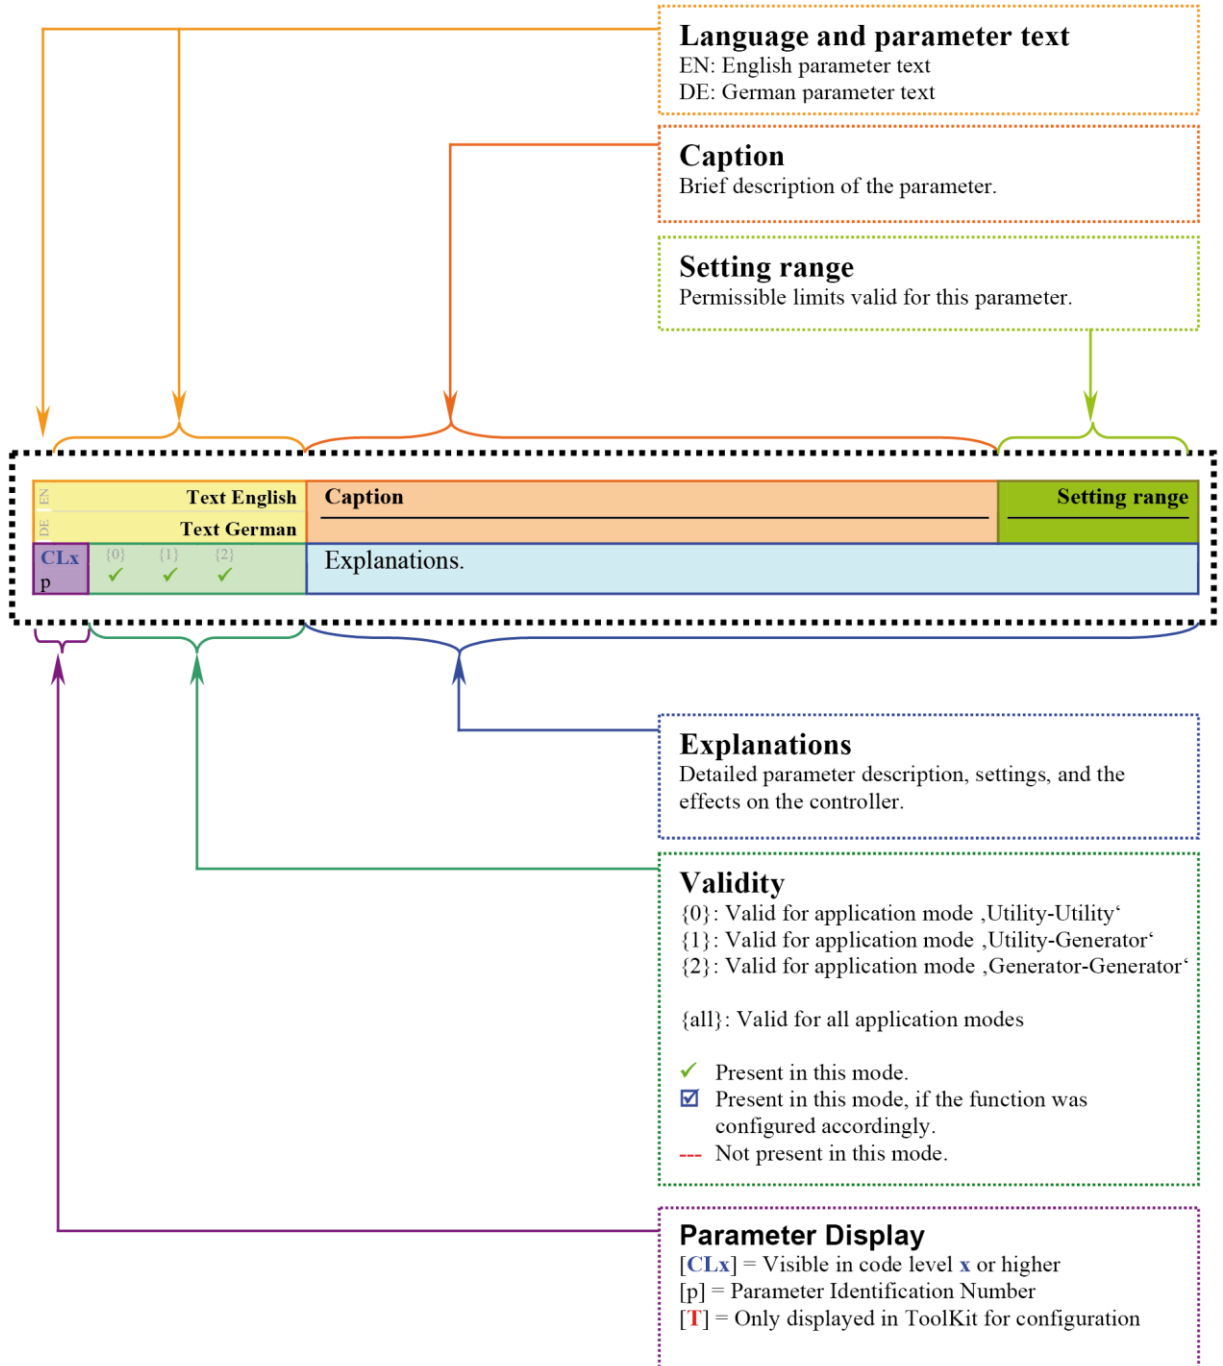 Language and parameter text
EN: English parameter text
DE: German parameter text
Caption
Brief description of the parameter.
Setting range
Permissible limits valid for this parameter.
EN Text English Caption Setting range
DE Text German
CLx {0} {1} {2} Explanations.
p ✓ ✓ ✓
Explanations
Detailed parameter description, settings, and the
effects on the controller.
Validity
{0}: Valid for application mode ‚Utility-Utility‘
{1}: Valid for application mode ‚Utility-Generator‘
{2}: Valid for application mode ‚Generator-Generator‘
{all}: Valid for all application modes
✓ Present in this mode.
☑ Present in this mode, if the function was
configured accordingly.
--- Not present in this mode.
Parameter Display
[CLx] = Visible in code level x or higher
[p] = Parameter Identification Number
[T] = Only displayed in ToolKit for configuration